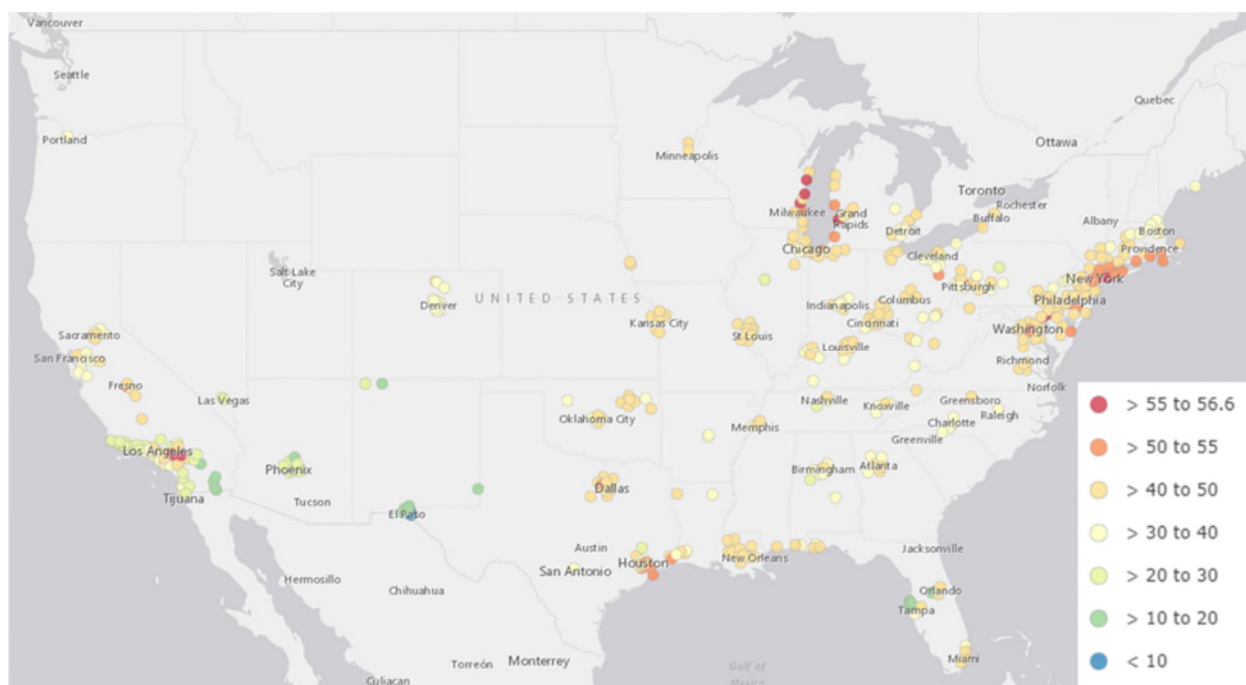 Vancouver
Seattle
Portland
Quebec
Ottawa
Minneapolis
Toronto
Rochester
Buffalo
Albany
Milwaukee
Grand
Rapids
Detroit
Boston
Providence
Chicago
Cleveland
New York
Salt Lake
City
Denver
UNITED STATES
Pittsburgh
Philadelphia
Indianapolis
Columbus
Kansas City
Cincinnati
Washington
Sacramento
St Louis
San Francisco
Louisville
Richmond
Fresno
Norfolk
Las Vegas
Nashville
Knoxville
Greensboro
Raleigh
Oklahoma City
Memphis
Charlotte
Greenville
Los Angeles
Phoenix
Birmingham
Atlanta
Tijuana
Tucson
Dallas
El Paso
Austin
Houston
New Orleans
Jacksonville
San Antonio
Hermosillo
Chihuahua
Orlando
Tampa
Torreón
Monterrey
Miami
Gulf of
Mexico
Culiacan
> 55 to 56.6
> 50 to 55
> 40 to 50
> 30 to 40
> 20 to 30
> 10 to 20
< 10